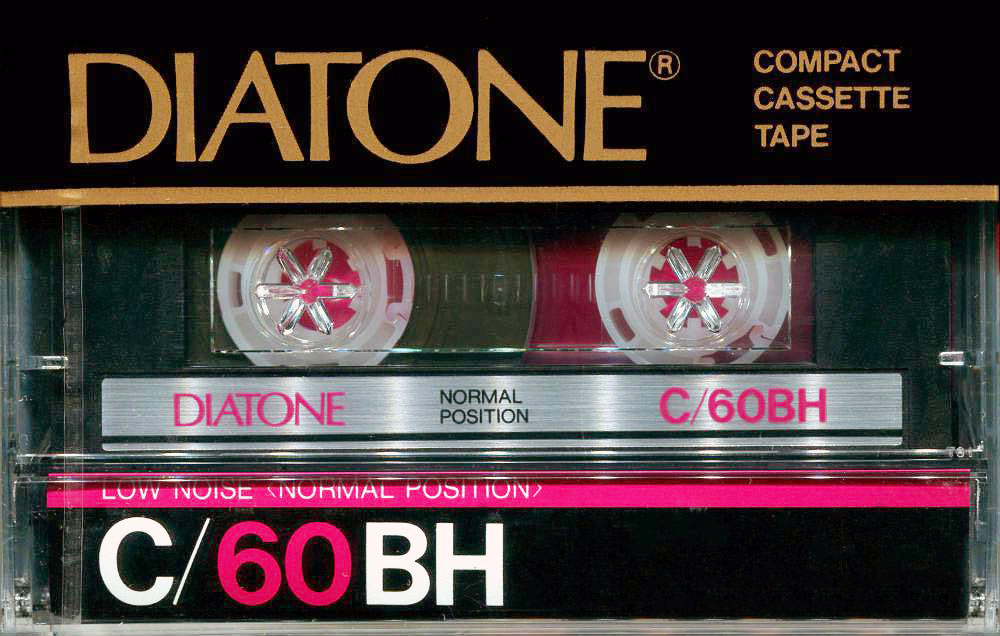 DIATONE®
COMPACT
CASSETTE
TAPE
DIATONE
NORMAL
POSITION
C/60BH
LOW NOISE <NORMAL POSITION>
C/60BH